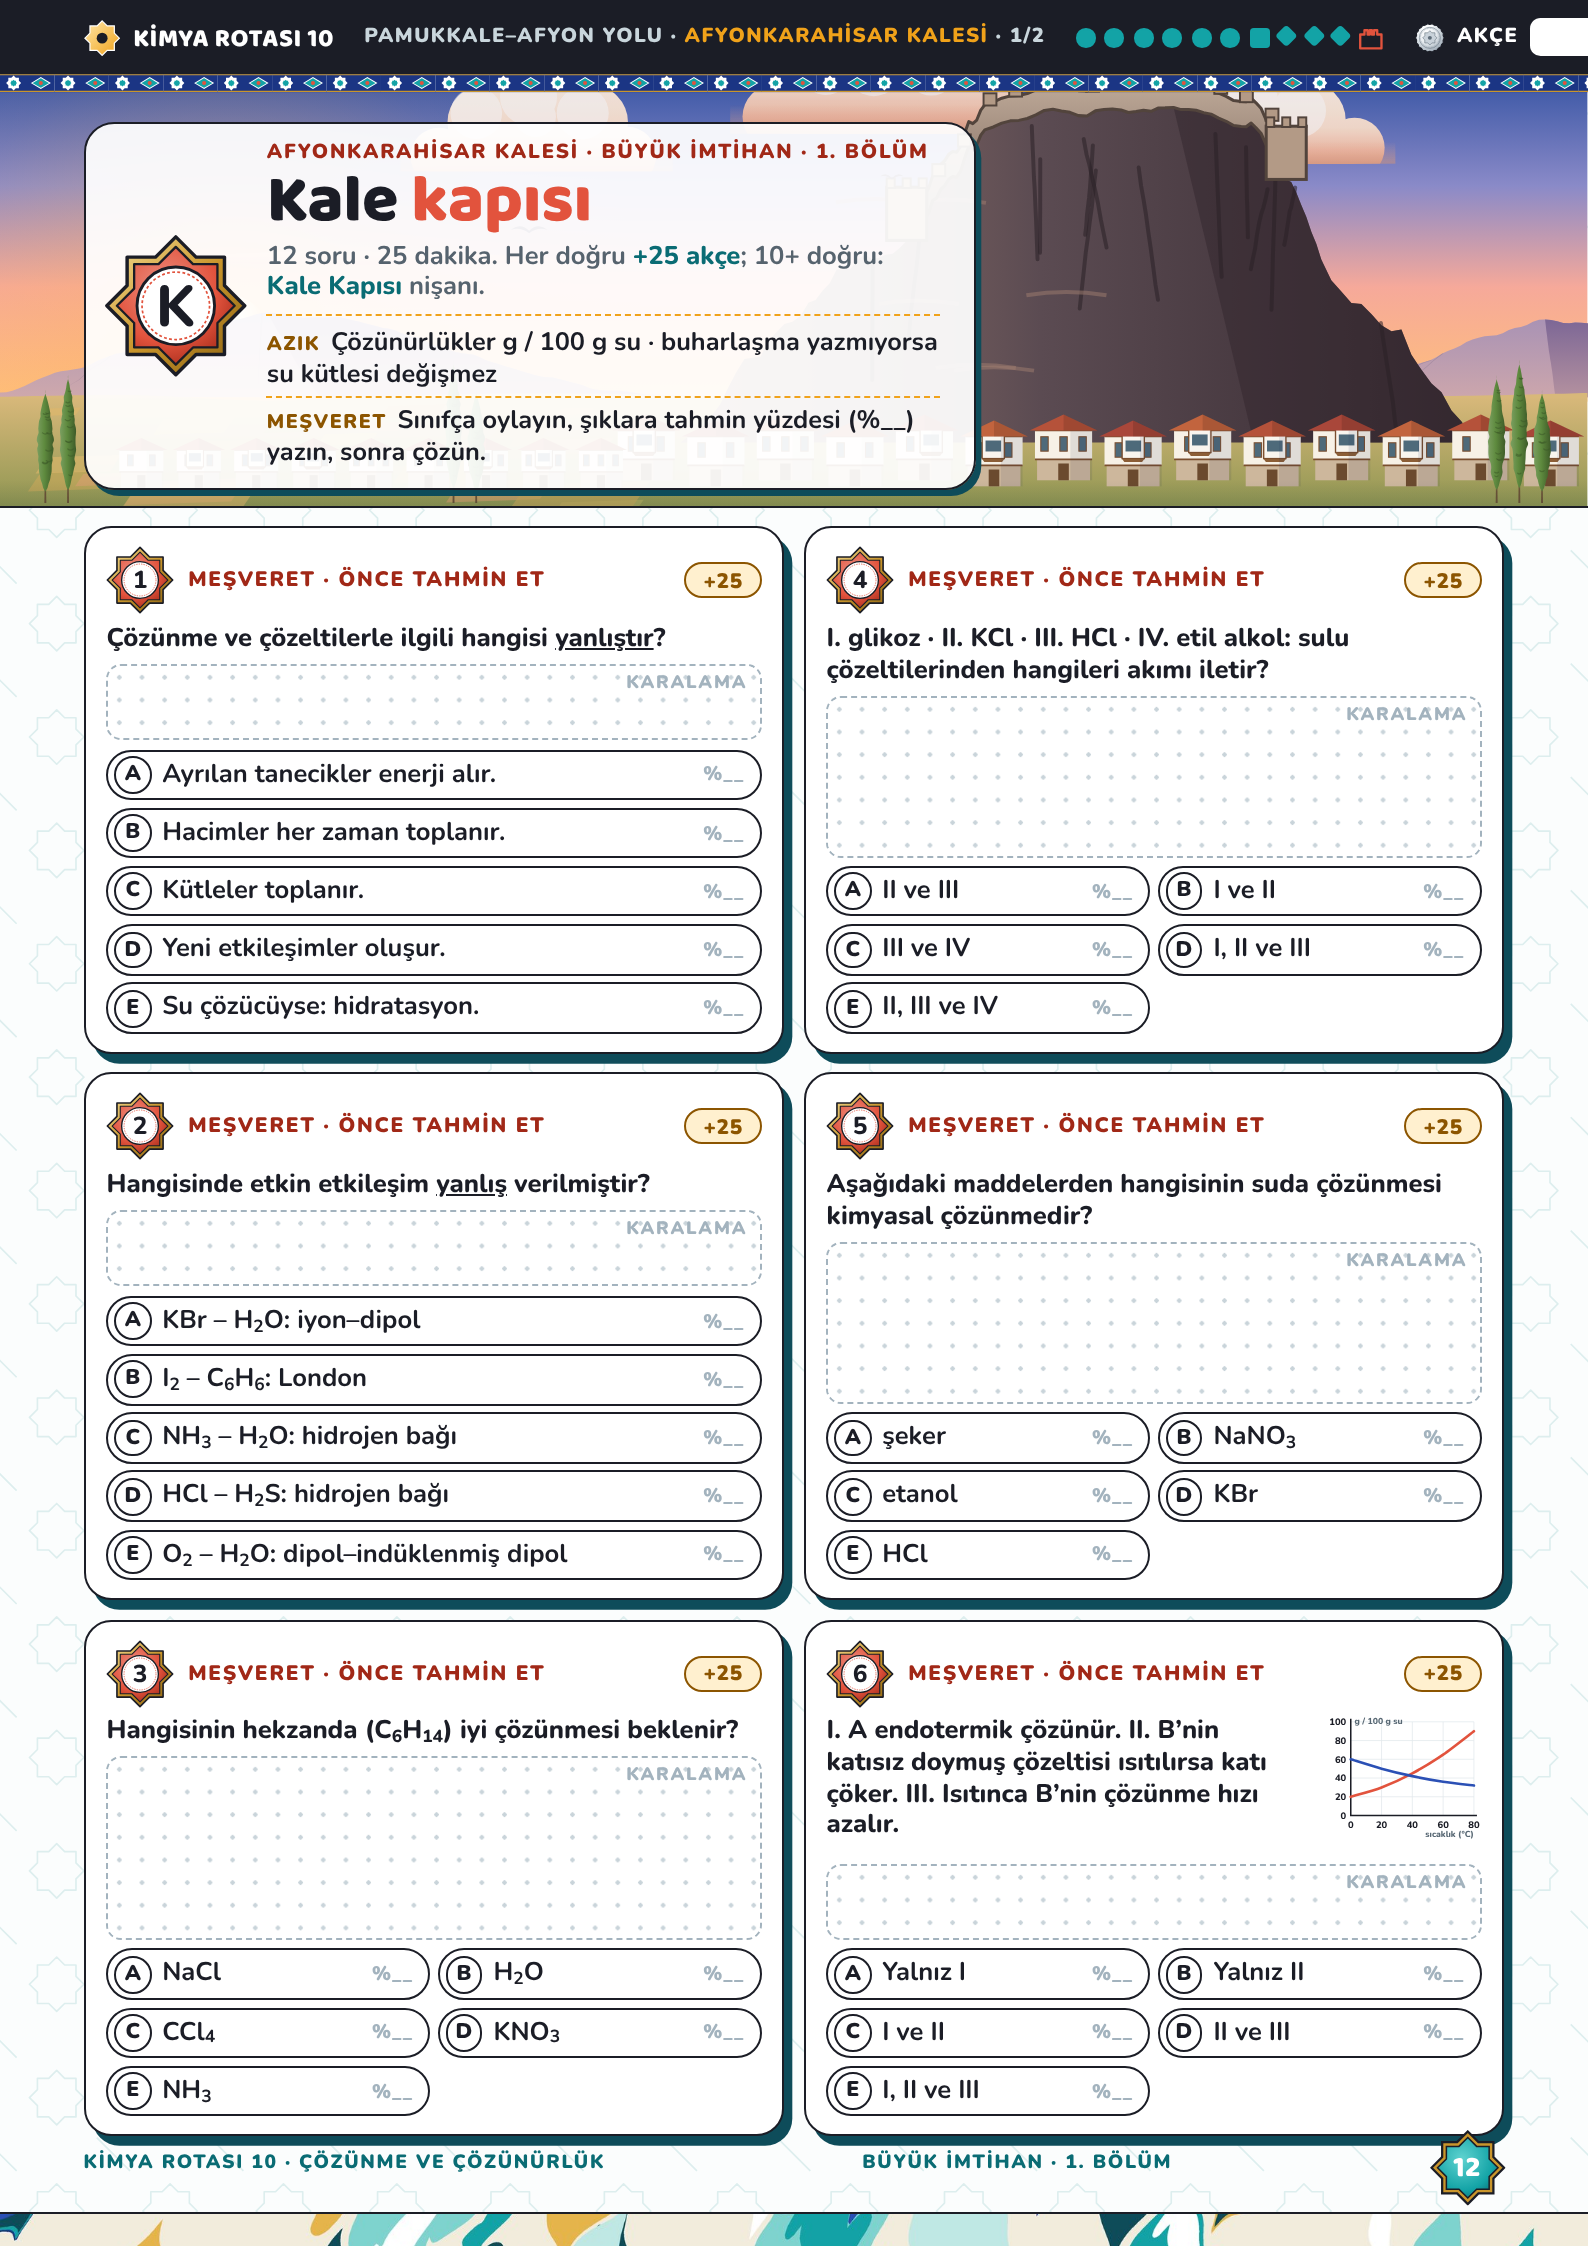 KİMYA ROTASI 10
PAMUKKALE–AFYON YOLU · AFYONKARAHİSAR KALESİ · 1/2
AKÇE
AFYONKARAHİSAR KALESİ · BÜYÜK İMTİHAN · 1. BÖLÜM
Kale kapısı
K
12 soru · 25 dakika. Her doğru +25 akçe; 10+ doğru:
Kale Kapısı nişanı.
AZIK Çözünürlükler g / 100 g su · buharlaşma yazmıyorsa
su kütlesi değişmez
MEŞVERET Sınıfça oylayın, şıklara tahmin yüzdesi (%__)
yazın, sonra çözün.
1 MEŞVERET · ÖNCE TAHMİN ET +25
Çözünme ve çözeltilerle ilgili hangisi yanlıştır?
KARALAMA
A Ayrılan tanecikler enerji alır. %__
B Hacimler her zaman toplanır. %__
C Kütleler toplanır. %__
D Yeni etkileşimler oluşur. %__
E Su çözücüyse: hidratasyon. %__
2 MEŞVERET · ÖNCE TAHMİN ET +25
Hangisinde etkin etkileşim yanlış verilmiştir?
KARALAMA
A KBr – H₂O: iyon–dipol %__
B I₂ – C₆H₆: London %__
C NH₃ – H₂O: hidrojen bağı %__
D HCl – H₂S: hidrojen bağı %__
E O₂ – H₂O: dipol–indüklenmiş dipol %__
3 MEŞVERET · ÖNCE TAHMİN ET +25
Hangisinin hekzanda (C₆H₁₄) iyi çözünmesi beklenir?
KARALAMA
A NaCl %__ B H₂O %__
C CCl₄ %__ D KNO₃ %__
E NH₃ %__
4 MEŞVERET · ÖNCE TAHMİN ET +25
I. glikoz · II. KCl · III. HCl · IV. etil alkol: sulu
çözeltilerinden hangileri akımı iletir?
KARALAMA
A II ve III %__ B I ve II %__
C III ve IV %__ D I, II ve III %__
E II, III ve IV %__
5 MEŞVERET · ÖNCE TAHMİN ET +25
Aşağıdaki maddelerden hangisinin suda çözünmesi
kimyasal çözünmedir?
KARALAMA
A şeker %__ B NaNO₃ %__
C etanol %__ D KBr %__
E HCl %__
6 MEŞVERET · ÖNCE TAHMİN ET +25
I. A endotermik çözünür. II. B’nin
katısız doymuş çözeltisi ısıtılırsa katı
çöker. III. Isıtınca B’nin çözünme hızı
azalır.
100 g / 100 g su
80
60
40
20
0
0 20 40 60 80
sıcaklık (°C)
KARALAMA
A Yalnız I %__ B Yalnız II %__
C I ve II %__ D II ve III %__
E I, II ve III %__
KİMYA ROTASI 10 · ÇÖZÜNME VE ÇÖZÜNÜRLÜK
BÜYÜK İMTİHAN · 1. BÖLÜM
12